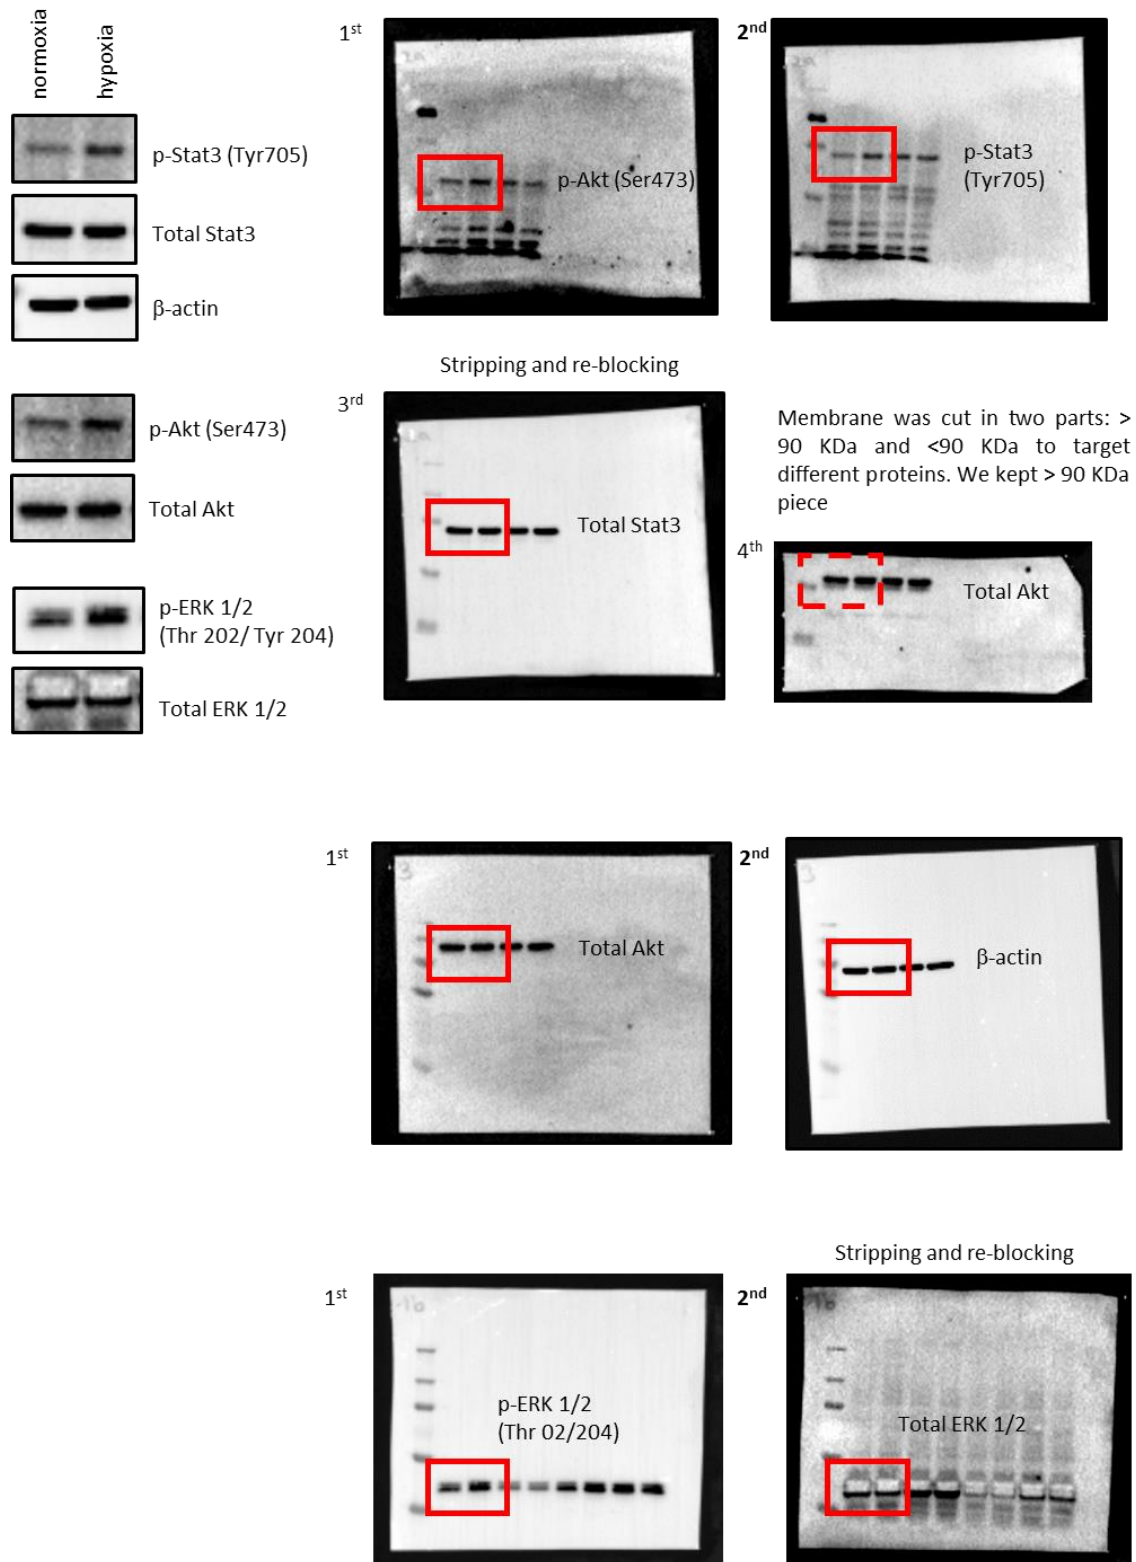 normoxia
hypoxia
p-Stat3 (Tyr705)
Total Stat3
β-actin
p-Akt (Ser473)
Total Akt
p-ERK 1/2
(Thr 202/ Tyr 204)
Total ERK 1/2
1st
p-Akt (Ser473)
2nd
p-Stat3
(Tyr705)
Stripping and re-blocking
3rd
Total Stat3
Membrane was cut in two parts: >
90 KDa and <90 KDa to target
different proteins. We kept > 90 KDa
piece
4th
Total Akt
1st
Total Akt
2nd
β-actin
1st
p-ERK 1/2
(Thr 02/204)
Stripping and re-blocking
2nd
Total ERK 1/2